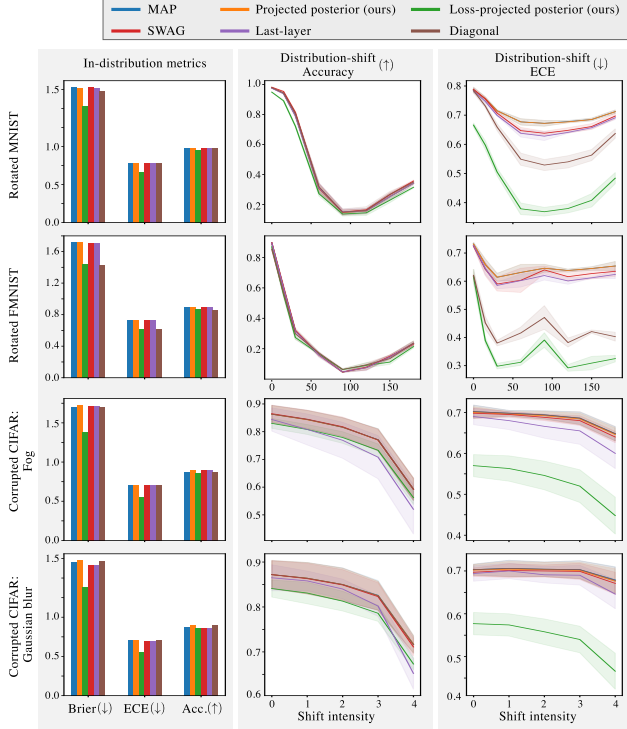 MAP
Projected posterior (ours)
Loss-projected posterior (ours)
SWAG
Last-layer
Diagonal
In-distribution metrics
Distribution-shift
Accuracy (↑)
Distribution-shift
ECE (↓)
Rotated MNIST
1.5
1.0
0.5
0.0
1.0
0.8
0.6
0.4
0.2
0.8
0.7
0.6
0.5
0.4
Rotated FMNIST
1.5
1.0
0.5
0.0
0.8
0.6
0.4
0.2
0 50 100 150
0.7
0.6
0.5
0.4
0.3
0 50 100 150
Corrupted CIFAR:
Fog
1.5
1.0
0.5
0.0
0.9
0.8
0.7
0.6
0.5
0.7
0.6
0.5
0.4
Corrupted CIFAR:
Gaussian blur
1.5
1.0
0.5
0.0
Brier(↓) ECE(↓) Acc.(↑)
0.9
0.8
0.7
0.6
0 1 2 3 4
Shift intensity
0.7
0.6
0.5
0.4
0 1 2 3 4
Shift intensity